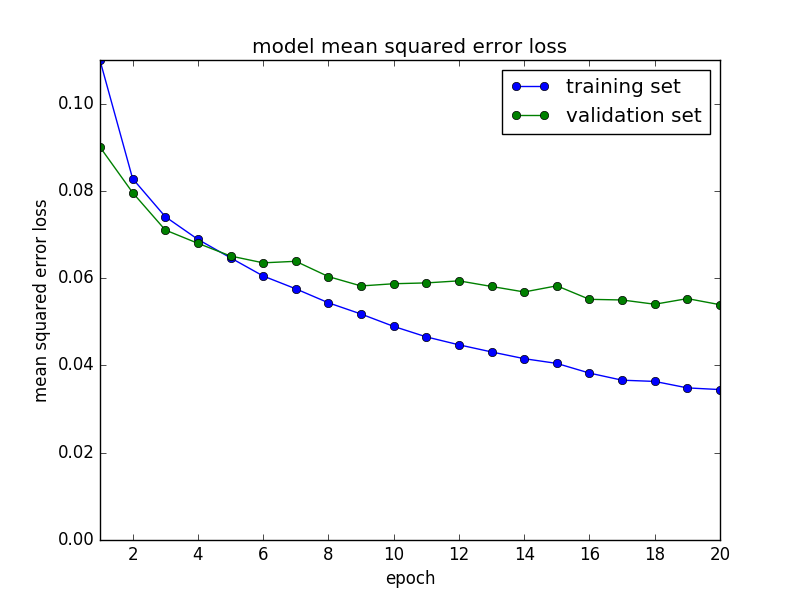 model mean squared error loss
training set
validation set
0.10
0.08
0.06
0.04
0.02
0.00
mean squared error loss
2 4 6 8 10 12 14 16 18 20
epoch